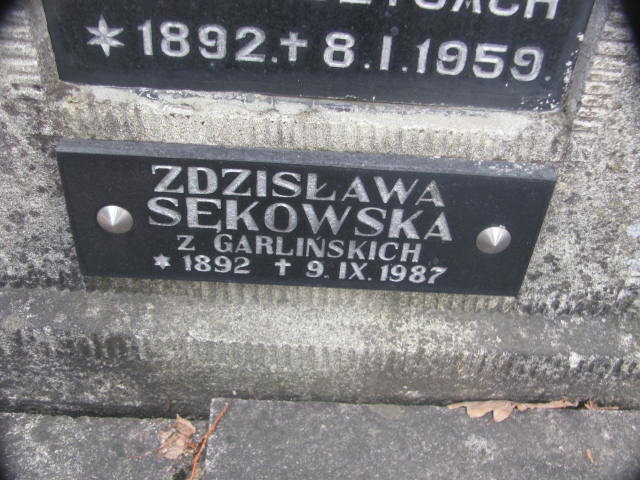 * 1892. † 8. I. 1959.
ZDZISŁAWA
SĘKOWSKA
Z GARLINSKICH
* 1892 † 9. IX. 1987